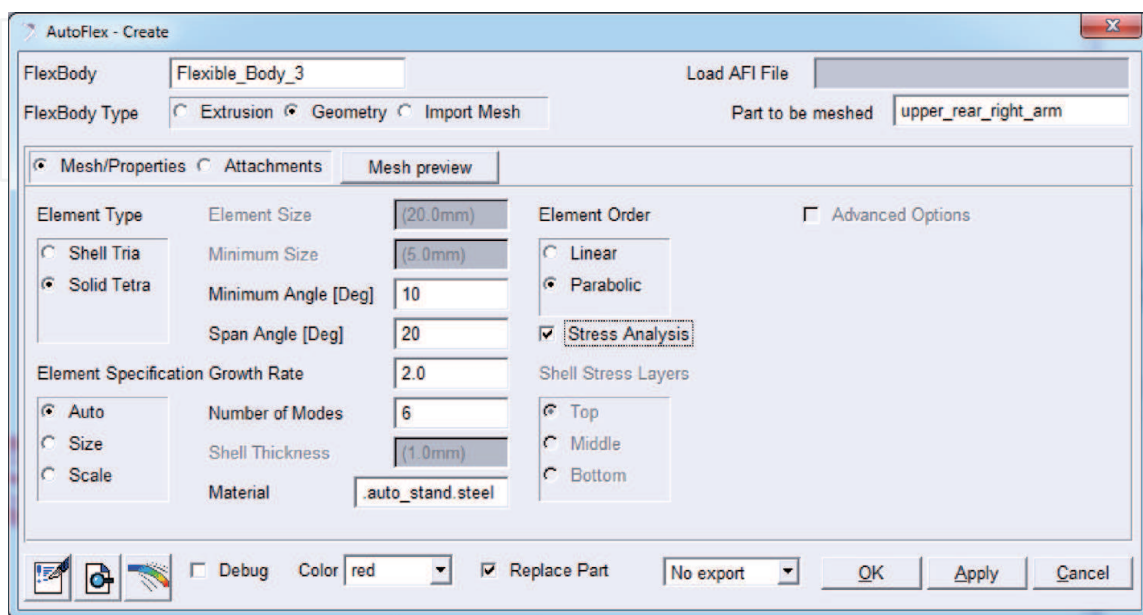 AutoFlex - Create
FlexBody Flexible_Body_3 Load AFI File
FlexBody Type Extrusion Geometry Import Mesh Part to be meshed upper_rear_right_arm
Mesh/Properties Attachments Mesh preview
Element Type Element Size (20.0mm) Element Order Advanced Options
Shell Tria Minimum Size (5.0mm) Linear
Solid Tetra Minimum Angle [Deg] 10 Parabolic
Span Angle [Deg] 20 Stress Analysis
Element Specification Growth Rate 2.0 Shell Stress Layers
Auto Number of Modes 6 Top
Size Shell Thickness (1.0mm) Middle
Scale Material .auto_stand.steel Bottom
Debug Color red Replace Part No export OK Apply Cancel